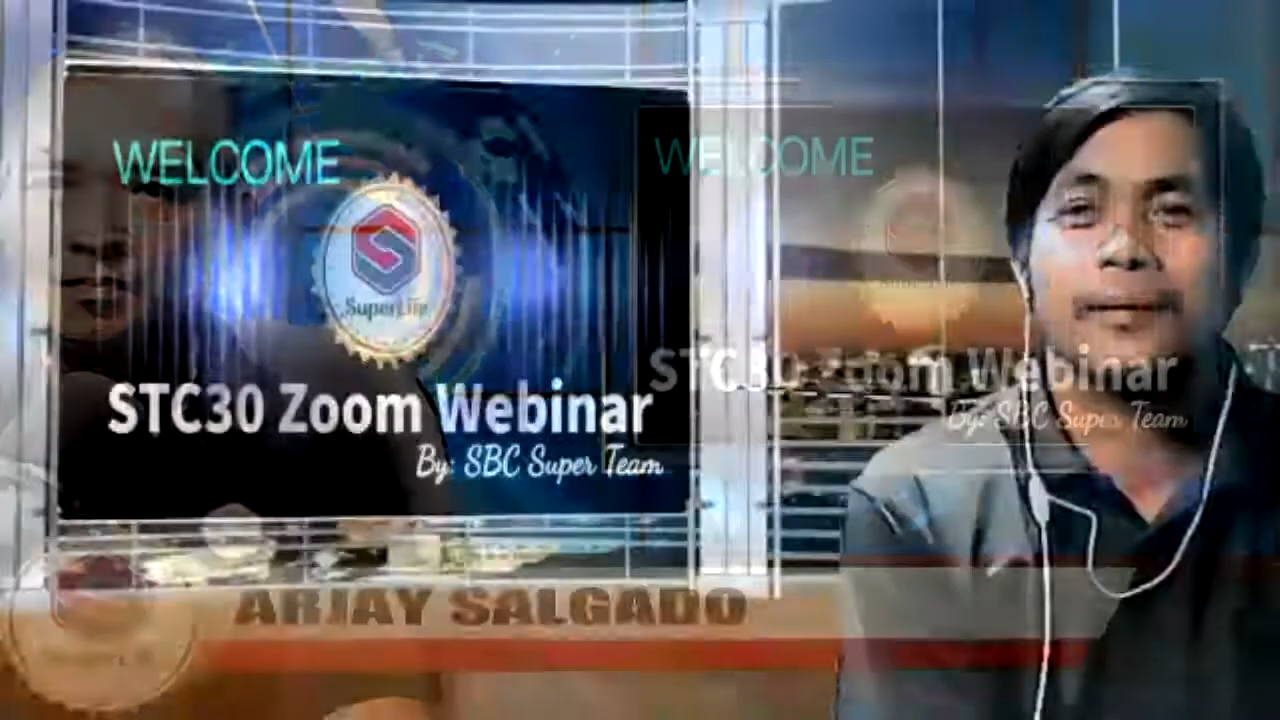 WELCOME
SuperLife
STC30 Zoom Webinar
By: SBC Super Team
WELCOME
STC30 Zoom Webinar
By: SBC Super Team
ARJAY SALGADO